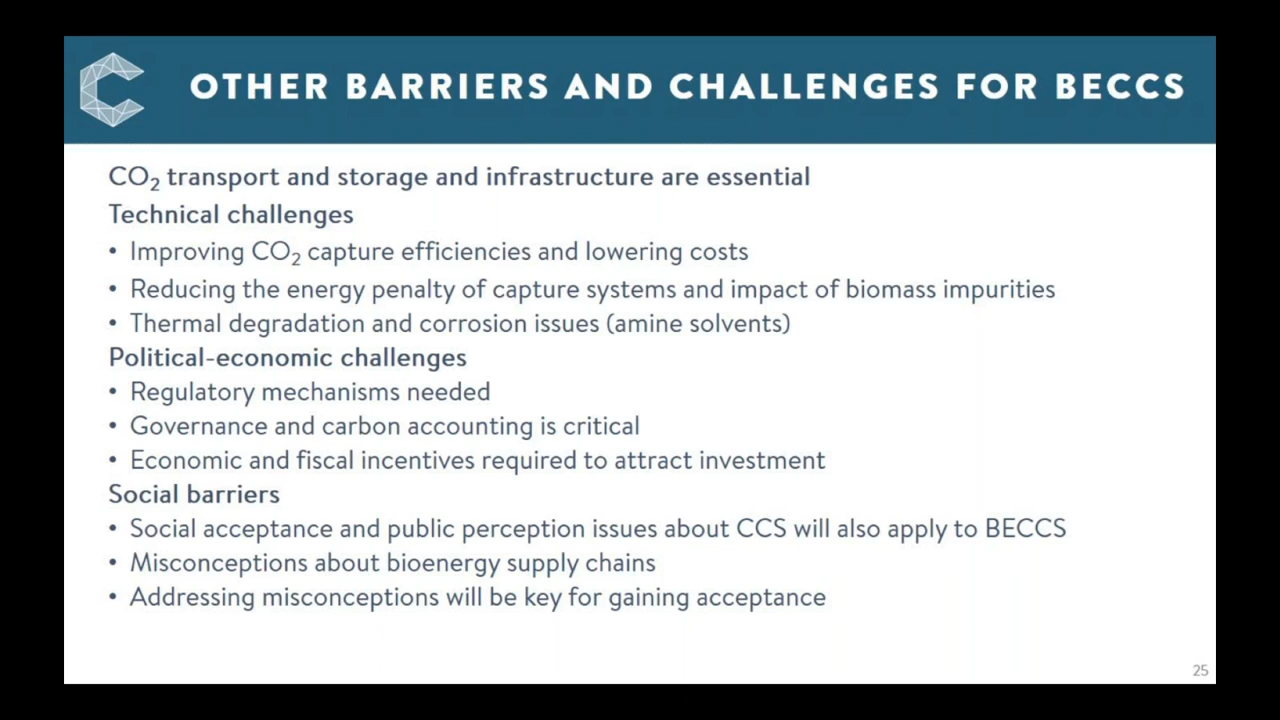 OTHER BARRIERS AND CHALLENGES FOR BECCS
CO₂ transport and storage and infrastructure are essential
Technical challenges
• Improving CO₂ capture efficiencies and lowering costs
• Reducing the energy penalty of capture systems and impact of biomass impurities
• Thermal degradation and corrosion issues (amine solvents)
Political-economic challenges
• Regulatory mechanisms needed
• Governance and carbon accounting is critical
• Economic and fiscal incentives required to attract investment
Social barriers
• Social acceptance and public perception issues about CCS will also apply to BECCS
• Misconceptions about bioenergy supply chains
• Addressing misconceptions will be key for gaining acceptance
25